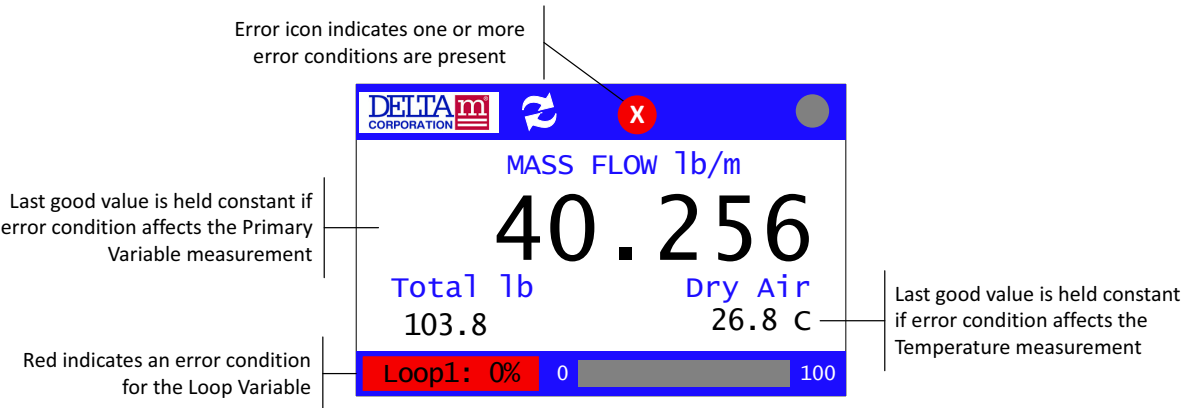 Error icon indicates one or more
error conditions are present
DELTA m
CORPORATION
X
MASS FLOW lb/m
Last good value is held constant if
error condition affects the Primary
Variable measurement
40.256
Total lb
103.8
Dry Air
26.8 C
Last good value is held constant
if error condition affects the
Temperature measurement
Red indicates an error condition
for the Loop Variable
Loop1: 0%
0
100